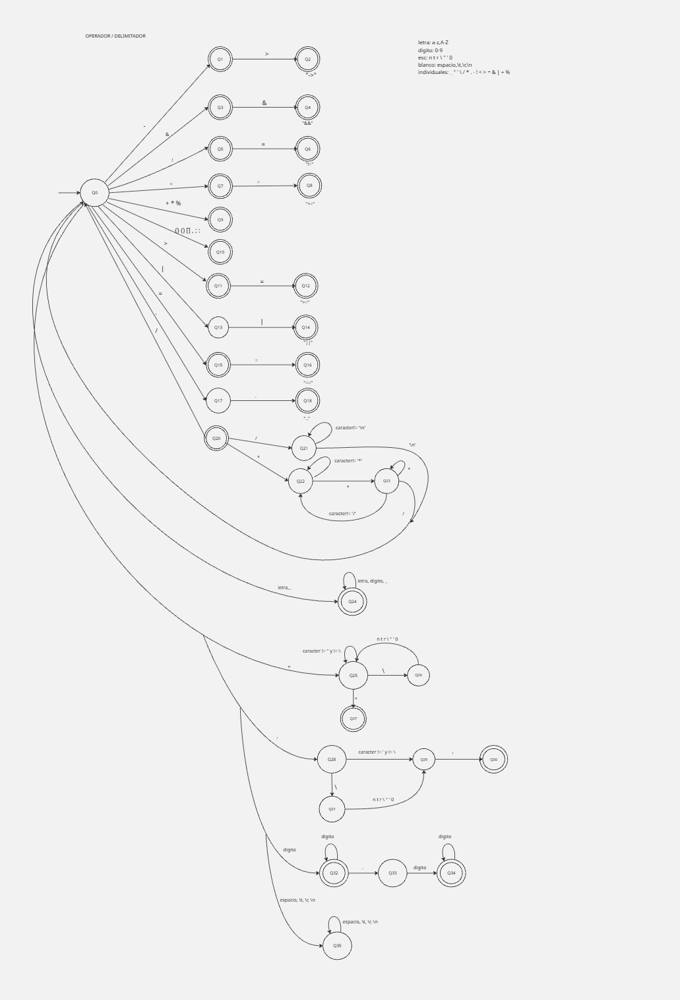 OPERADOR / DELIMITADOR
letra: a-z,A-Z
digito: 0-9
esc: n t r \ " ' 0
blanco: espacio,\t,\r,\n
individuales: _ " ' \ / * . - ! < > = & | + %
Q1
>
Q2
"->"
-
Q3
&
Q4
"&&"
&
Q5
=
Q6
"!="
!
Q0
<
Q7
=
Q8
"<="
+ * %
Q9
{} () [] , ; :
Q10
>
Q11
=
Q12
">="
|
Q13
|
Q14
"||"
=
Q15
=
Q16
"=="
.
Q17
.
Q18
".."
/
Q20
/
Q21
caracter!= '\n'
'\n'
*
Q22
caracter!= '*'
*
Q23
*
caracter!= '/'
/
letra,_
Q24
letra, digito, _
"
caracter != " y != \
Q25
\
Q26
n t r \ " ' 0
"
Q27
'
Q28
caracter != ' y != \
Q29
'
Q30
\
Q31
n t r \ " ' 0
digito
digito
Q32
.
Q33
digito
Q34
digito
espacio, \t, \r, \n
espacio, \t, \r, \n
Q35